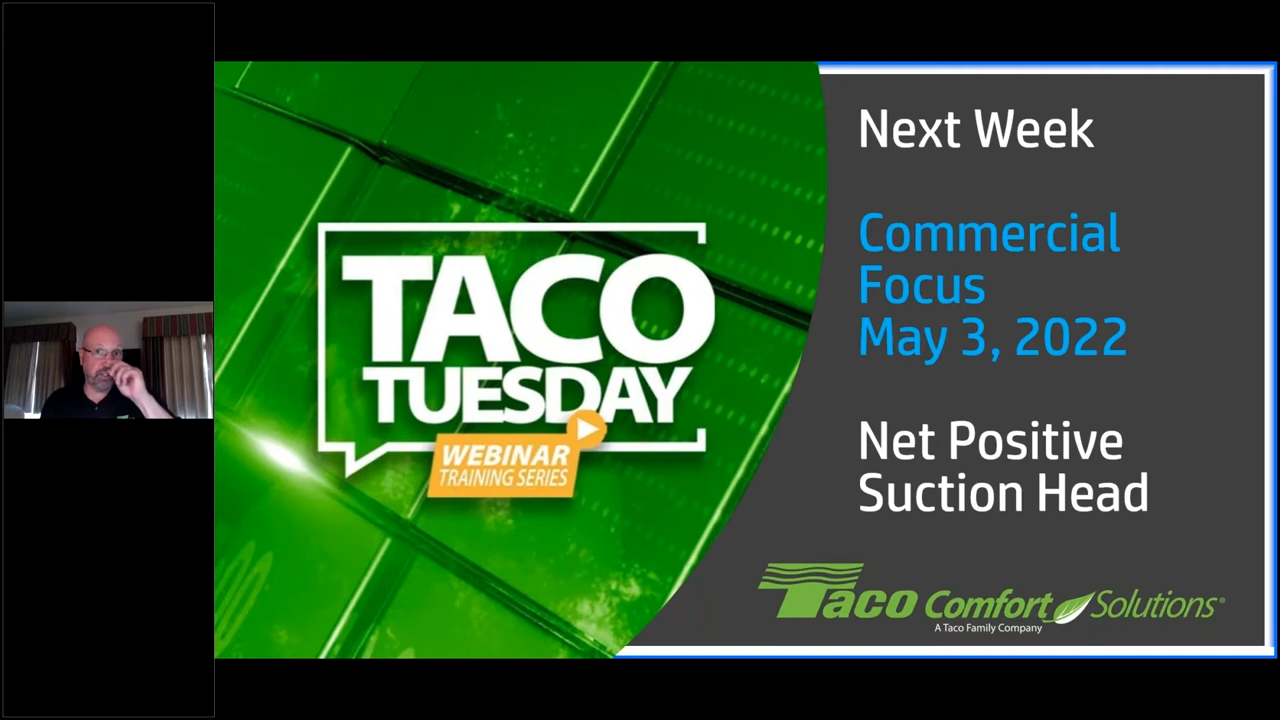 TACO
TUESDAY
WEBINAR
TRAINING SERIES
Next Week
Commercial
Focus
May 3, 2022
Net Positive
Suction Head
Taco Comfort Solutions®
A Taco Family Company